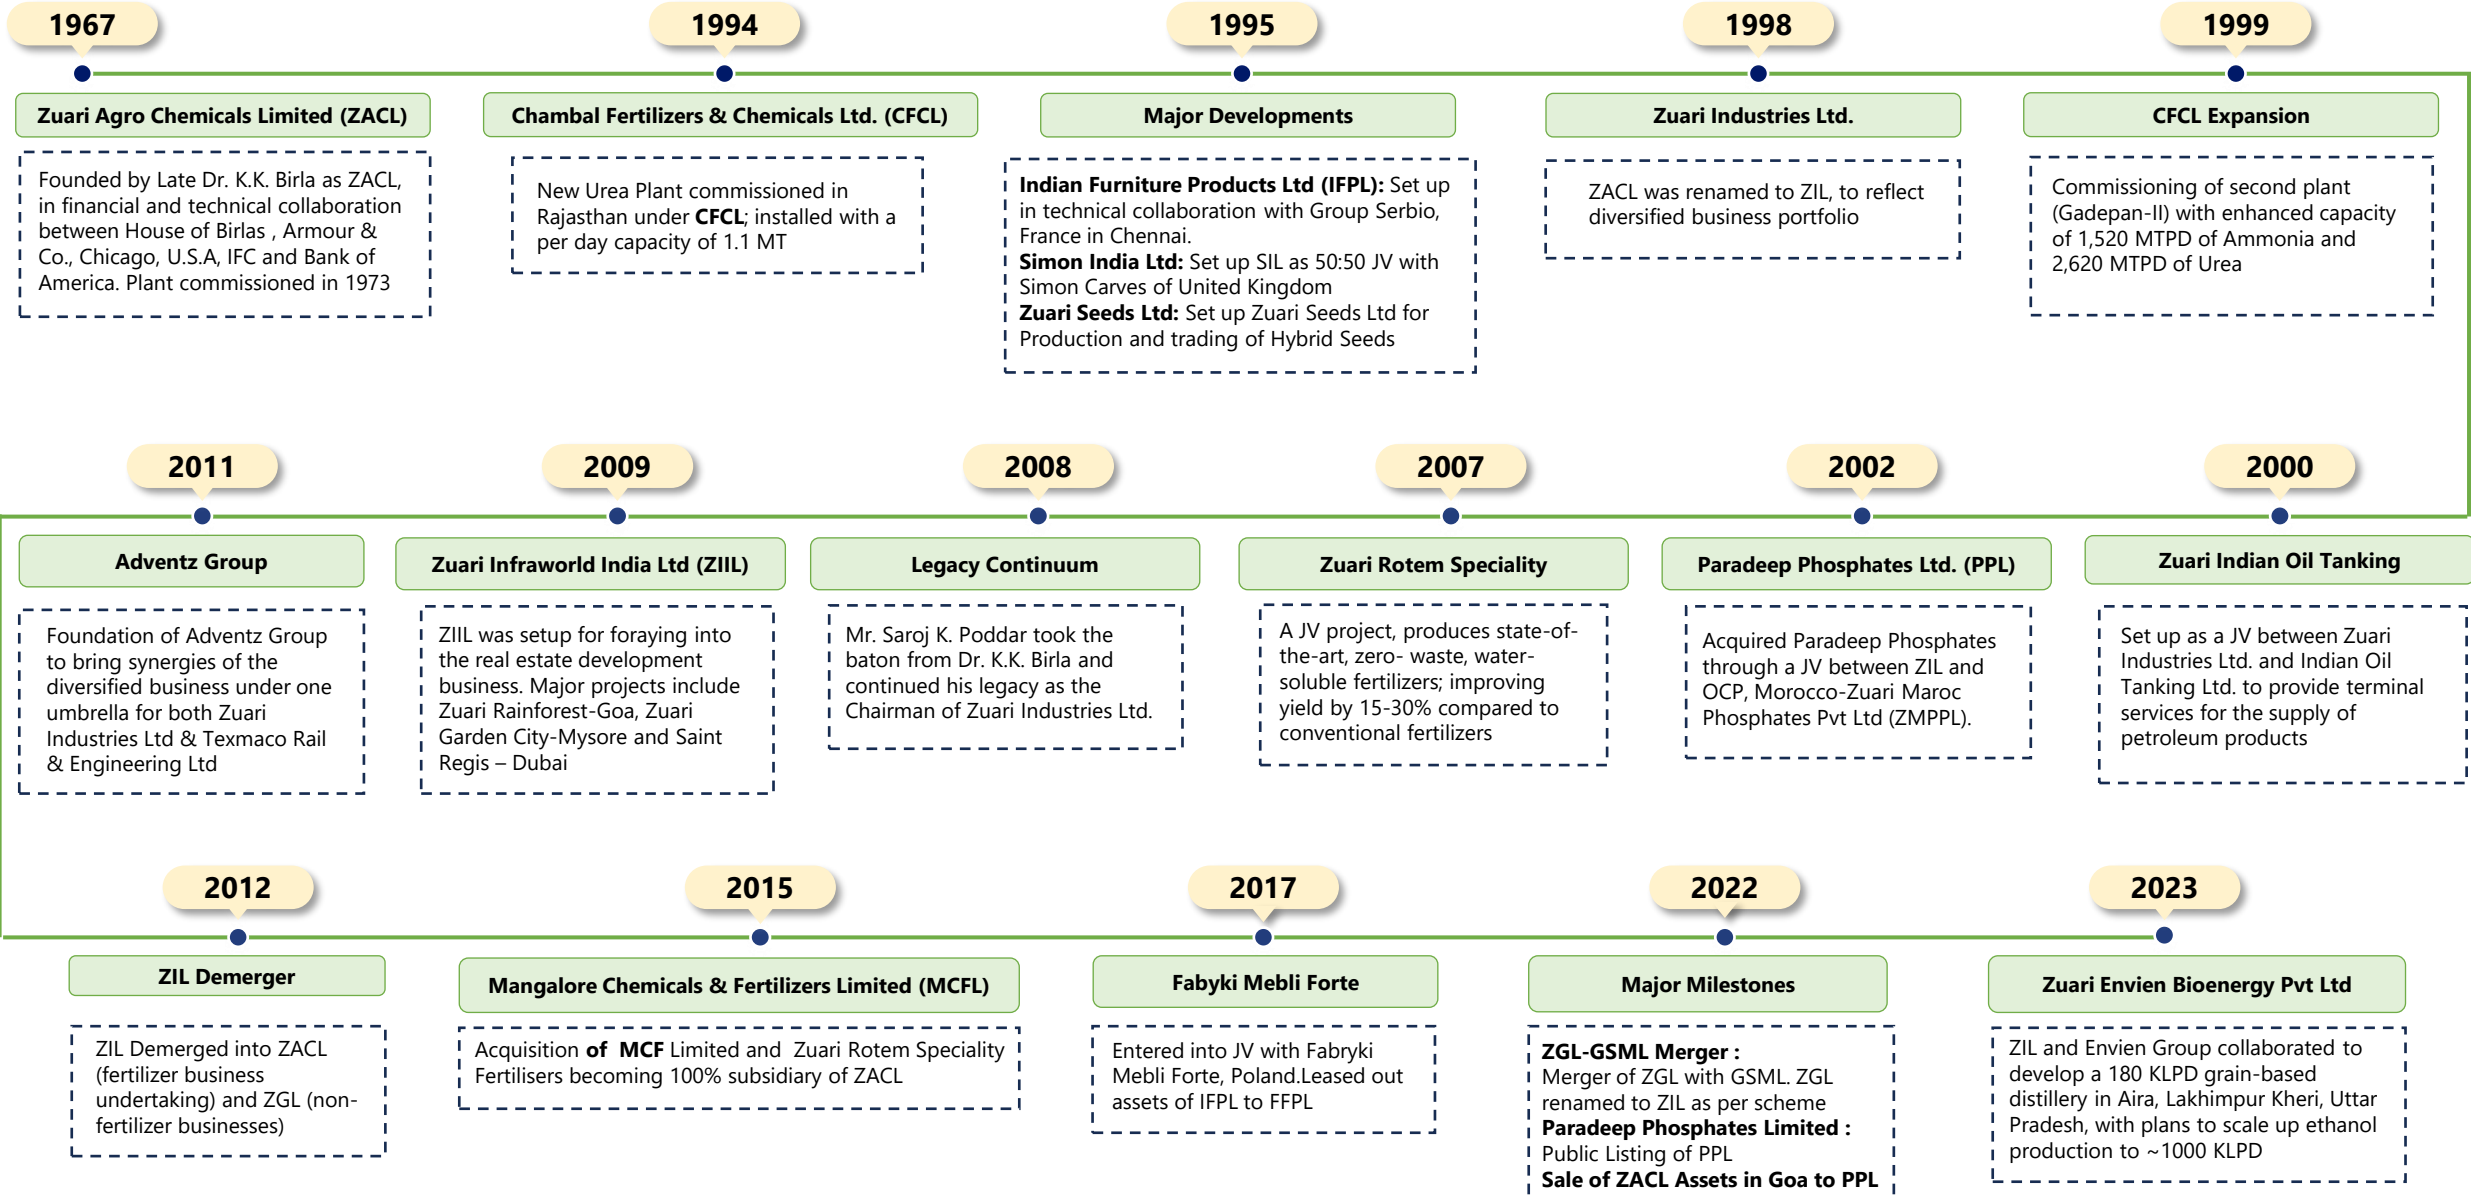 1967
1994
1995
1998
1999
Zuari Agro Chemicals Limited (ZACL)
Founded by Late Dr. K.K. Birla as ZACL,
in financial and technical collaboration
between House of Birlas , Armour &
Co., Chicago, U.S.A, IFC and Bank of
America. Plant commissioned in 1973
Chambal Fertilizers & Chemicals Ltd. (CFCL)
New Urea Plant commissioned in
Rajasthan under CFCL; installed with a
per day capacity of 1.1 MT
Major Developments
Indian Furniture Products Ltd (IFPL): Set up
in technical collaboration with Group Serbio,
France in Chennai.
Simon India Ltd: Set up SIL as 50:50 JV with
Simon Carves of United Kingdom
Zuari Seeds Ltd: Set up Zuari Seeds Ltd for
Production and trading of Hybrid Seeds
Zuari Industries Ltd.
ZACL was renamed to ZIL, to reflect
diversified business portfolio
CFCL Expansion
Commissioning of second plant
(Gadepan-II) with enhanced capacity
of 1,520 MTPD of Ammonia and
2,620 MTPD of Urea
2011
2009
2008
2007
2002
2000
Adventz Group
Foundation of Adventz Group
to bring synergies of the
diversified business under one
umbrella for both Zuari
Industries Ltd & Texmaco Rail
& Engineering Ltd
Zuari Infraworld India Ltd (ZIIL)
ZIIL was setup for foraying into
the real estate development
business. Major projects include
Zuari Rainforest-Goa, Zuari
Garden City-Mysore and Saint
Regis – Dubai
Legacy Continuum
Mr. Saroj K. Poddar took the
baton from Dr. K.K. Birla and
continued his legacy as the
Chairman of Zuari Industries Ltd.
Zuari Rotem Speciality
A JV project, produces state-of-
the-art, zero- waste, water-
soluble fertilizers; improving
yield by 15-30% compared to
conventional fertilizers
Paradeep Phosphates Ltd. (PPL)
Acquired Paradeep Phosphates
through a JV between ZIL and
OCP, Morocco-Zuari Maroc
Phosphates Pvt Ltd (ZMPPL).
Zuari Indian Oil Tanking
Set up as a JV between Zuari
Industries Ltd. and Indian Oil
Tanking Ltd. to provide terminal
services for the supply of
petroleum products
2012
2015
2017
2022
2023
ZIL Demerger
ZIL Demerged into ZACL
(fertilizer business
undertaking) and ZGL (non-
fertilizer businesses)
Mangalore Chemicals & Fertilizers Limited (MCFL)
Acquisition of MCF Limited and Zuari Rotem Speciality
Fertilisers becoming 100% subsidiary of ZACL
Fabyki Mebli Forte
Entered into JV with Fabryki
Mebli Forte, Poland.Leased out
assets of IFPL to FFPL
Major Milestones
ZGL-GSML Merger :
Merger of ZGL with GSML. ZGL
renamed to ZIL as per scheme
Paradeep Phosphates Limited :
Public Listing of PPL
Sale of ZACL Assets in Goa to PPL
Zuari Envien Bioenergy Pvt Ltd
ZIL and Envien Group collaborated to
develop a 180 KLPD grain-based
distillery in Aira, Lakhimpur Kheri, Uttar
Pradesh, with plans to scale up ethanol
production to ~1000 KLPD